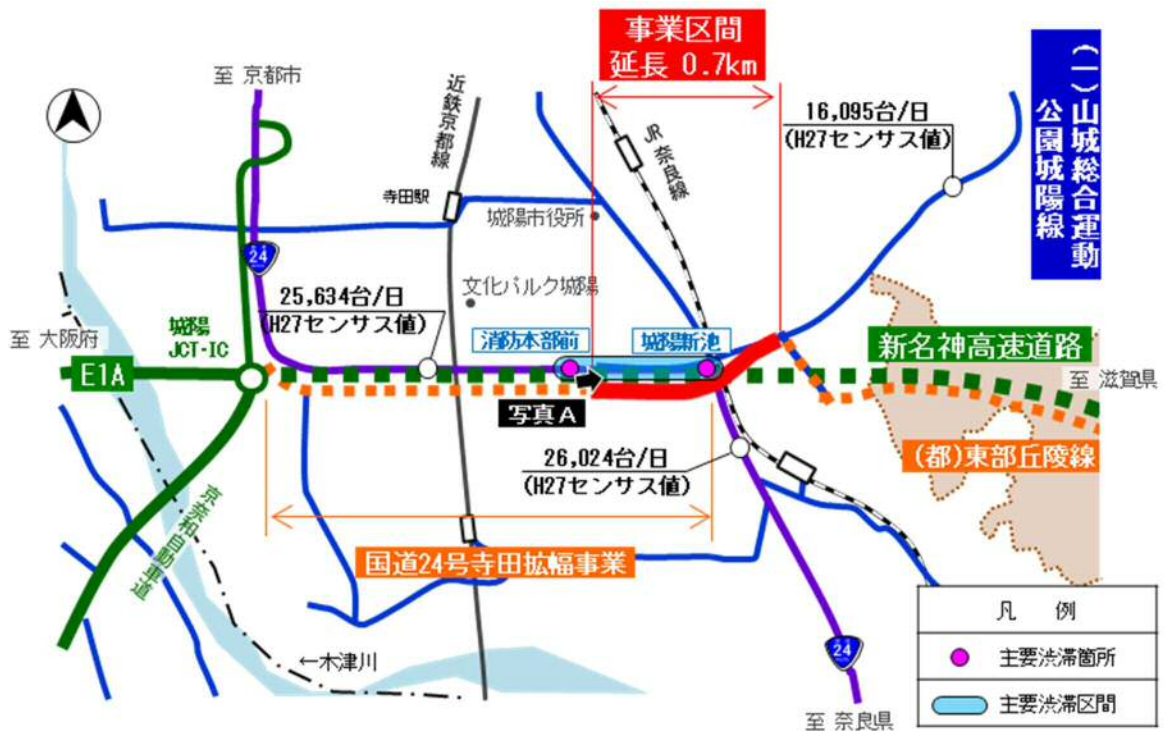 事業区間
延長 0.7km
(一)山城総合運動
公園城陽線
至 京都市
近鉄京都線
JR 奈良線
16,095台/日
(H27センサス値)
寺田駅
城陽市役所
24
25,634台/日
(H27センサス値)
文化パルク城陽
至 大阪府
城陽
JCT・IC
消防本部前
城陽新池
新名神高速道路
E1A
至 滋賀県
写真A
(都)東部丘陵線
26,024台/日
(H27センサス値)
京奈和自動車道
国道24号寺田拡幅事業
凡 例
主要渋滞箇所
主要渋滞区間
24
←木津川
至 奈良県